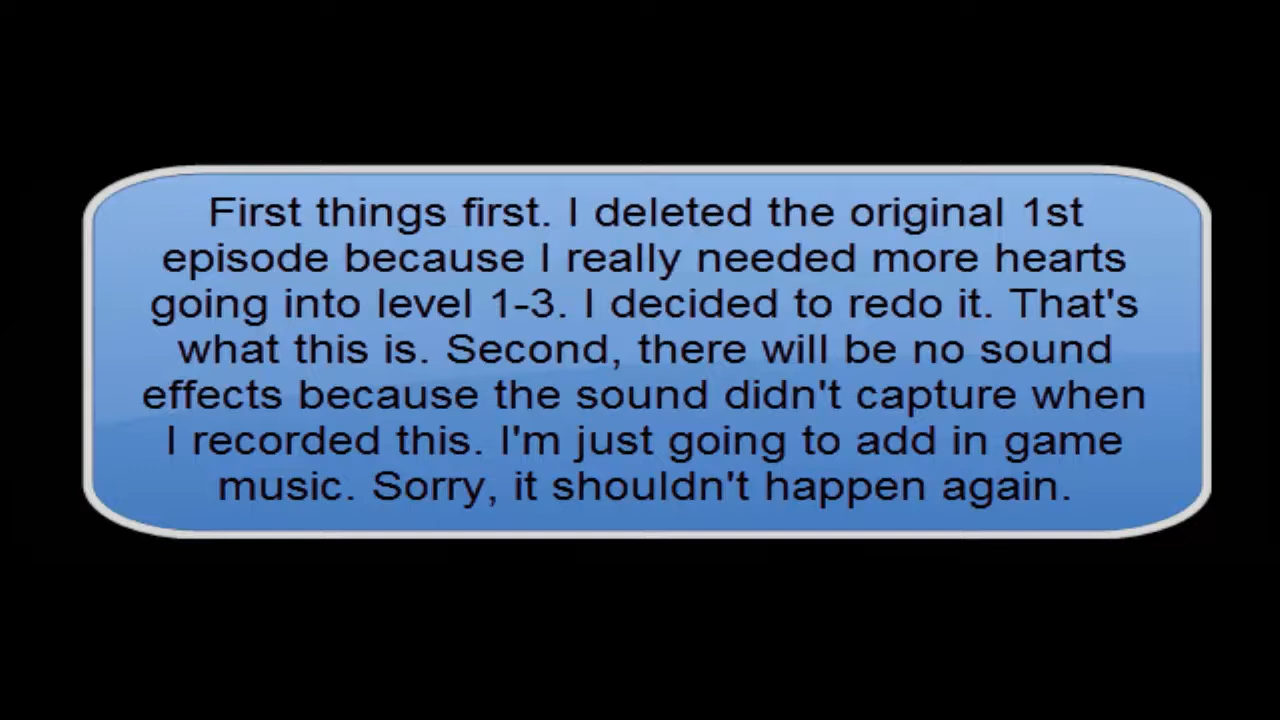 First things first. I deleted the original 1st
episode because I really needed more hearts
going into level 1-3. I decided to redo it. That's
what this is. Second, there will be no sound
effects because the sound didn't capture when
I recorded this. I'm just going to add in game
music. Sorry, it shouldn't happen again.